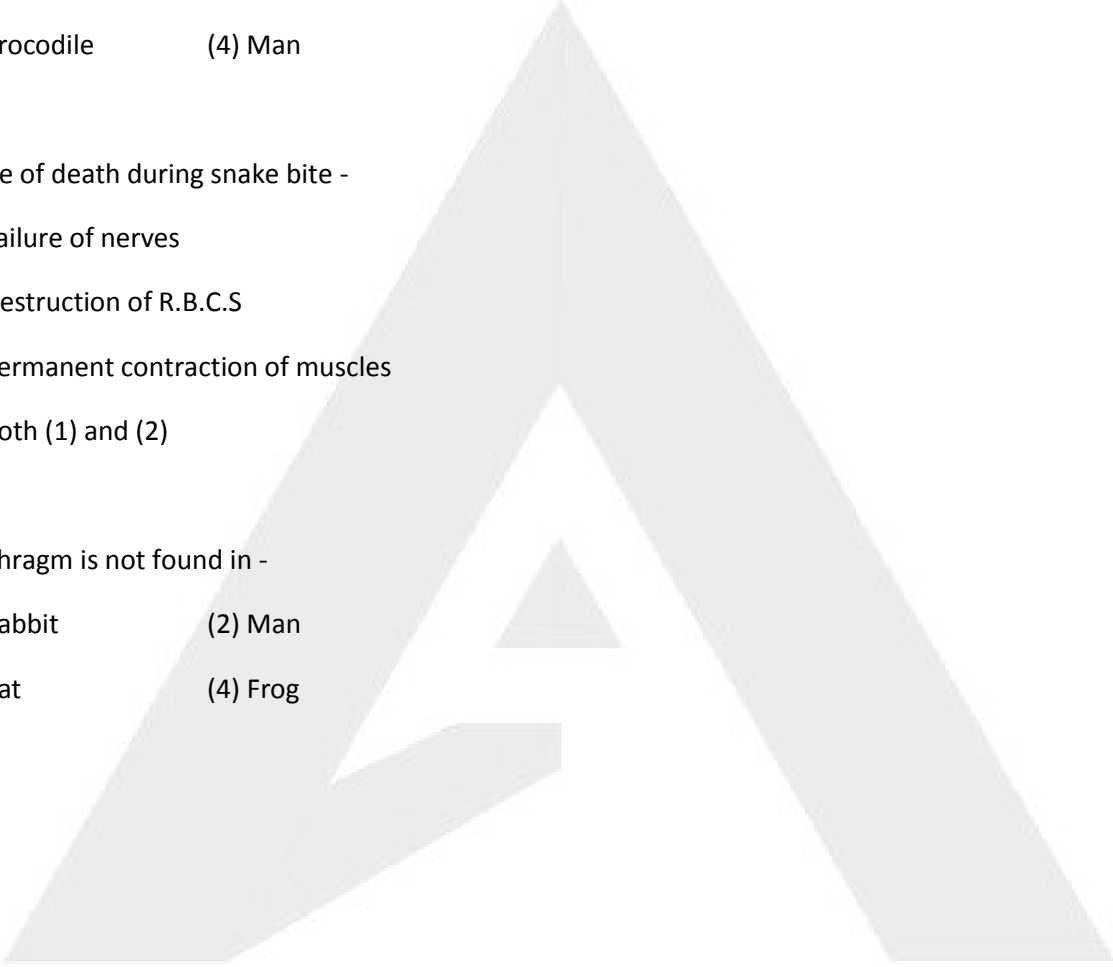 rocodile (4) Man
e of death during snake bite -
ailure of nerves
estruction of R.B.C.S
ermanent contraction of muscles
oth (1) and (2)
hragm is not found in -
abbit (2) Man
at (4) Frog